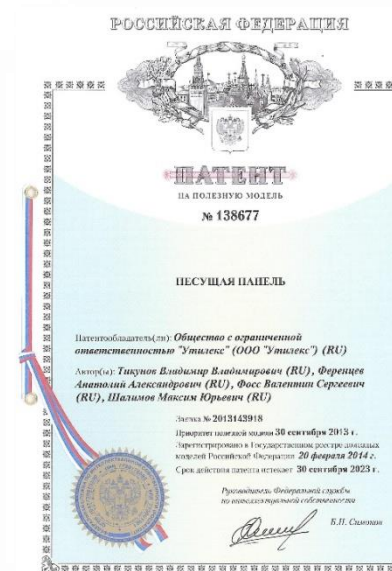 РОССИЙСКАЯ ФЕДЕРАЦИЯ
ПАТЕНТ
НА ПОЛЕЗНУЮ МОДЕЛЬ
№ 138677
НЕСУЩАЯ ПАНЕЛЬ
Патентообладатель(ли): Общество с ограниченной
ответственностью "Утилекс" (ООО "Утилекс") (RU)
Автор(ы): Тикунов Владимир Владимирович (RU), Ференцев
Анатолий Александрович (RU), Фосс Валентин Сергеевич
(RU), Шалимов Максим Юрьевич (RU)
Заявка № 2013143918
Приоритет полезной модели 30 сентября 2013 г.
Зарегистрировано в Государственном реестре полезных
моделей Российской Федерации 20 февраля 2014 г.
Срок действия патента истекает 30 сентября 2023 г.
Руководитель Федеральной службы
по интеллектуальной собственности
Б.П. Симонов